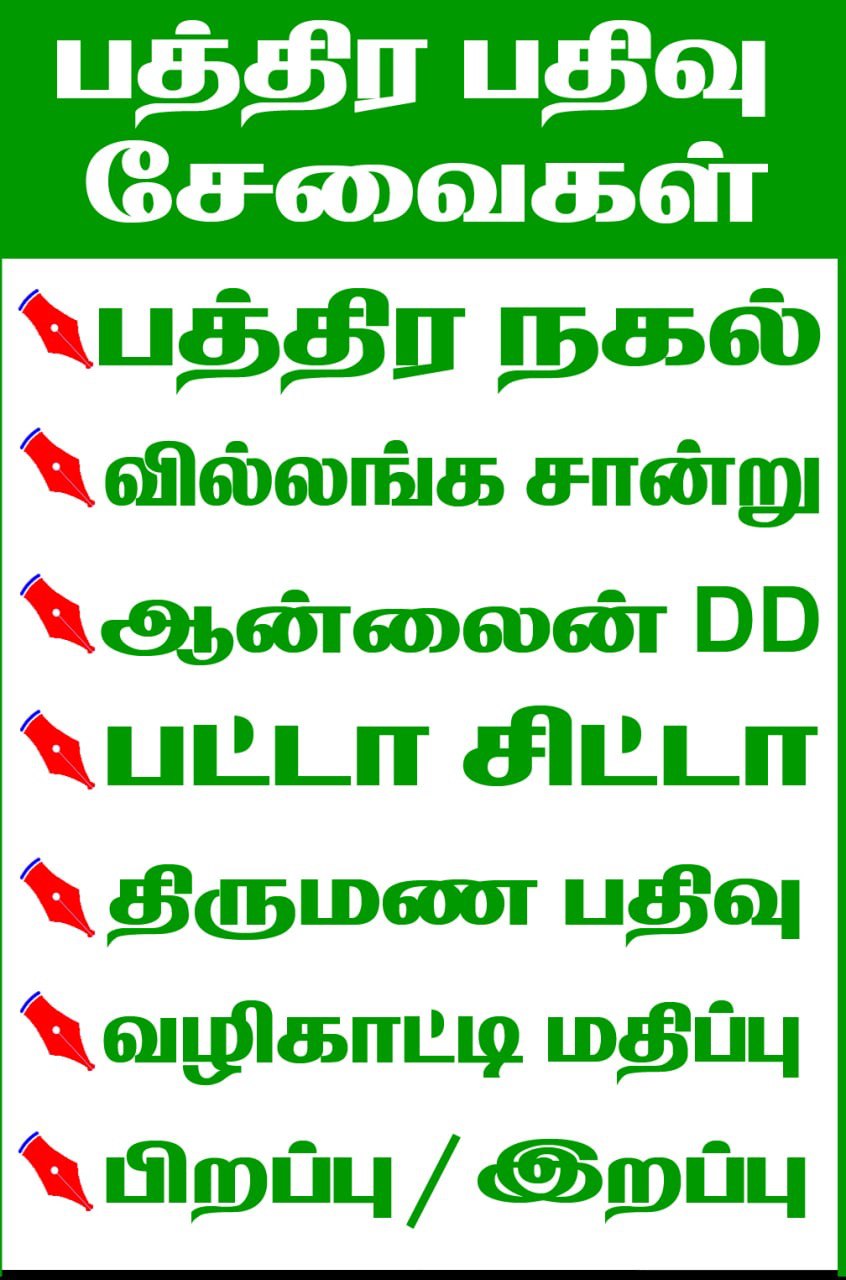 பத்திர பதிவு
சேவைகள்
பத்திர நகல்
வில்லங்க சான்று
ஆன்லைன் DD
பட்டா சிட்டா
திருமண பதிவு
வழிகாட்டி மதிப்பு
பிறப்பு / இறப்பு